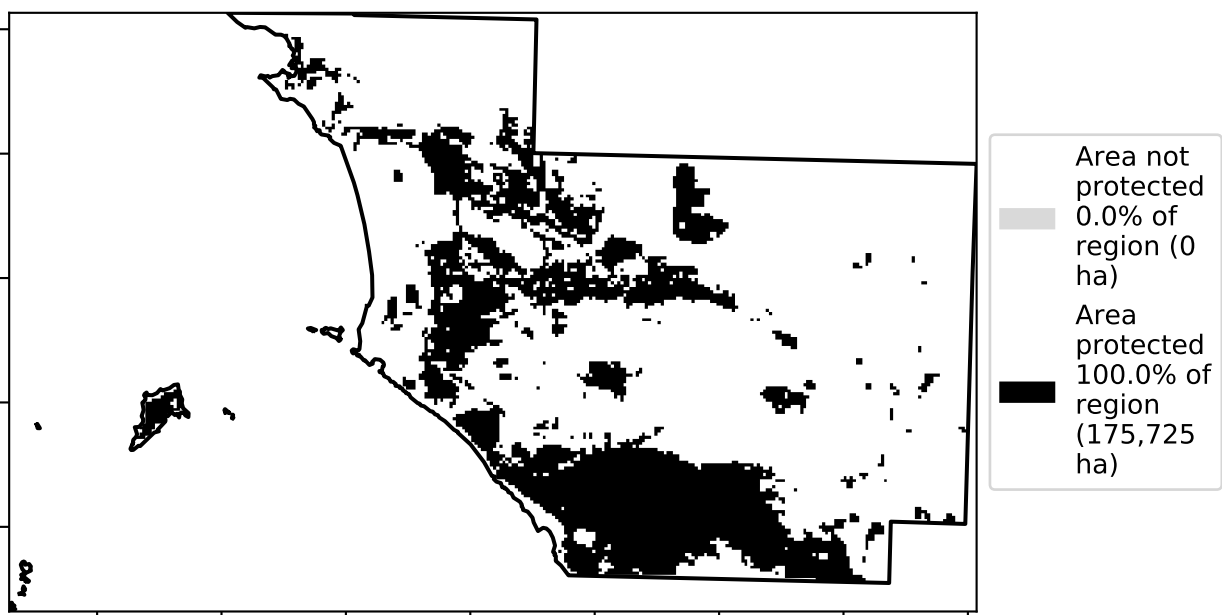 Area not
protected
0.0% of
region (0
ha)
Area
protected
100.0% of
region
(175,725
ha)